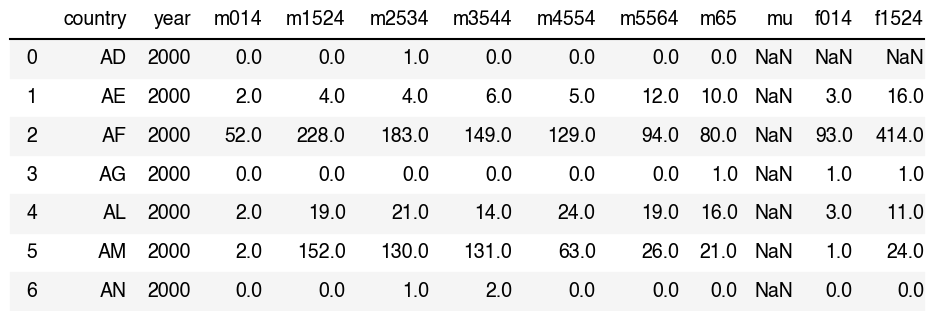 country year m014 m1524 m2534 m3544 m4554 m5564 m65 mu f014 f1524
0 AD 2000 0.0 0.0 1.0 0.0 0.0 0.0 0.0 NaN NaN NaN
1 AE 2000 2.0 4.0 4.0 6.0 5.0 12.0 10.0 NaN 3.0 16.0
2 AF 2000 52.0 228.0 183.0 149.0 129.0 94.0 80.0 NaN 93.0 414.0
3 AG 2000 0.0 0.0 0.0 0.0 0.0 0.0 1.0 NaN 1.0 1.0
4 AL 2000 2.0 19.0 21.0 14.0 24.0 19.0 16.0 NaN 3.0 11.0
5 AM 2000 2.0 152.0 130.0 131.0 63.0 26.0 21.0 NaN 1.0 24.0
6 AN 2000 0.0 0.0 1.0 2.0 0.0 0.0 0.0 NaN 0.0 0.0